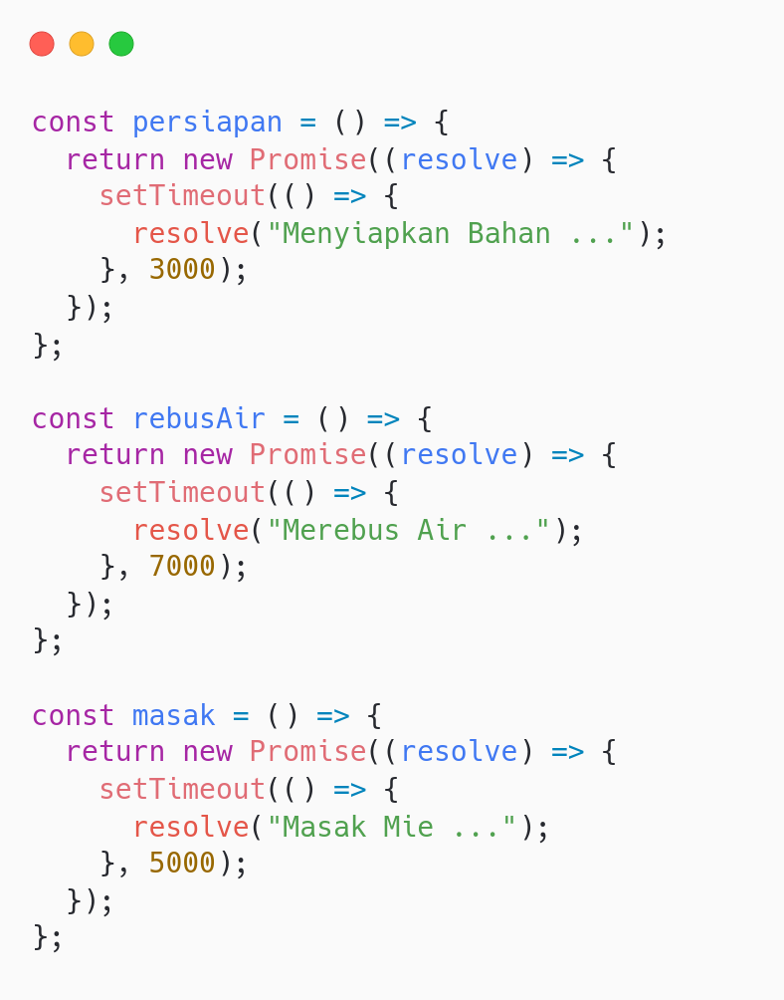 const persiapan = () => {
  return new Promise((resolve) => {
    setTimeout(() => {
      resolve("Menyiapkan Bahan ...");
    }, 3000);
  });
};

const rebusAir = () => {
  return new Promise((resolve) => {
    setTimeout(() => {
      resolve("Merebus Air ...");
    }, 7000);
  });
};

const masak = () => {
  return new Promise((resolve) => {
    setTimeout(() => {
      resolve("Masak Mie ...");
    }, 5000);
  });
};